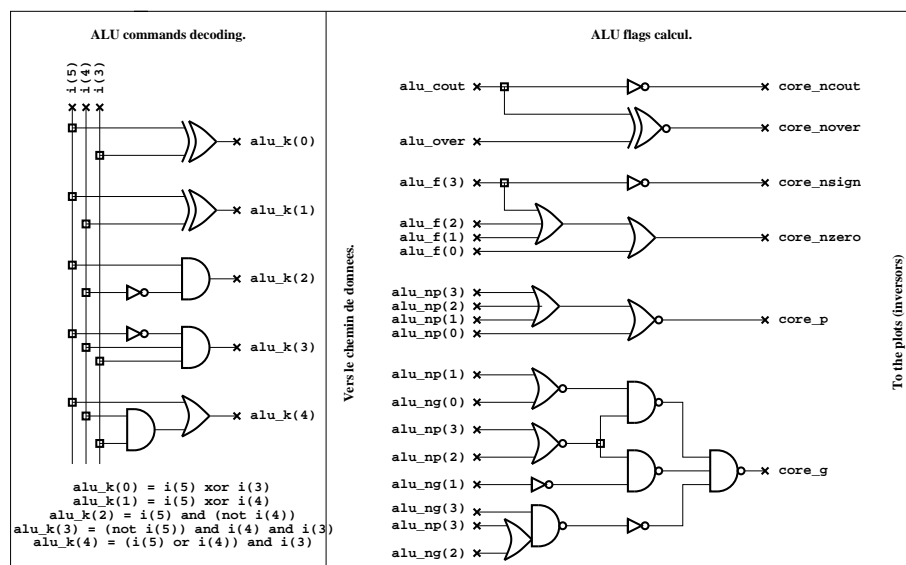 ALU commands decoding.
i(5)
i(4)
i(3)
alu_k(0)
alu_k(1)
alu_k(2)
alu_k(3)
alu_k(4)
alu_k(0) = i(5) xor i(3)
alu_k(1) = i(5) xor i(4)
alu_k(2) = i(5) and (not i(4))
alu_k(3) = (not i(5)) and i(4) and i(3)
alu_k(4) = (i(5) or i(4)) and i(3)
Vers le chemin de donnees.
ALU flags calcul.
alu_cout
core_ncout
core_nover
alu_over
alu_f(3)
core_nsign
alu_f(2)
alu_f(1)
core_nzero
alu_f(0)
alu_np(3)
alu_np(2)
alu_np(1)
core_p
alu_np(0)
alu_np(1)
alu_ng(0)
alu_np(3)
alu_np(2)
core_g
alu_ng(1)
alu_ng(3)
alu_np(3)
alu_ng(2)
To the plots (inversors)